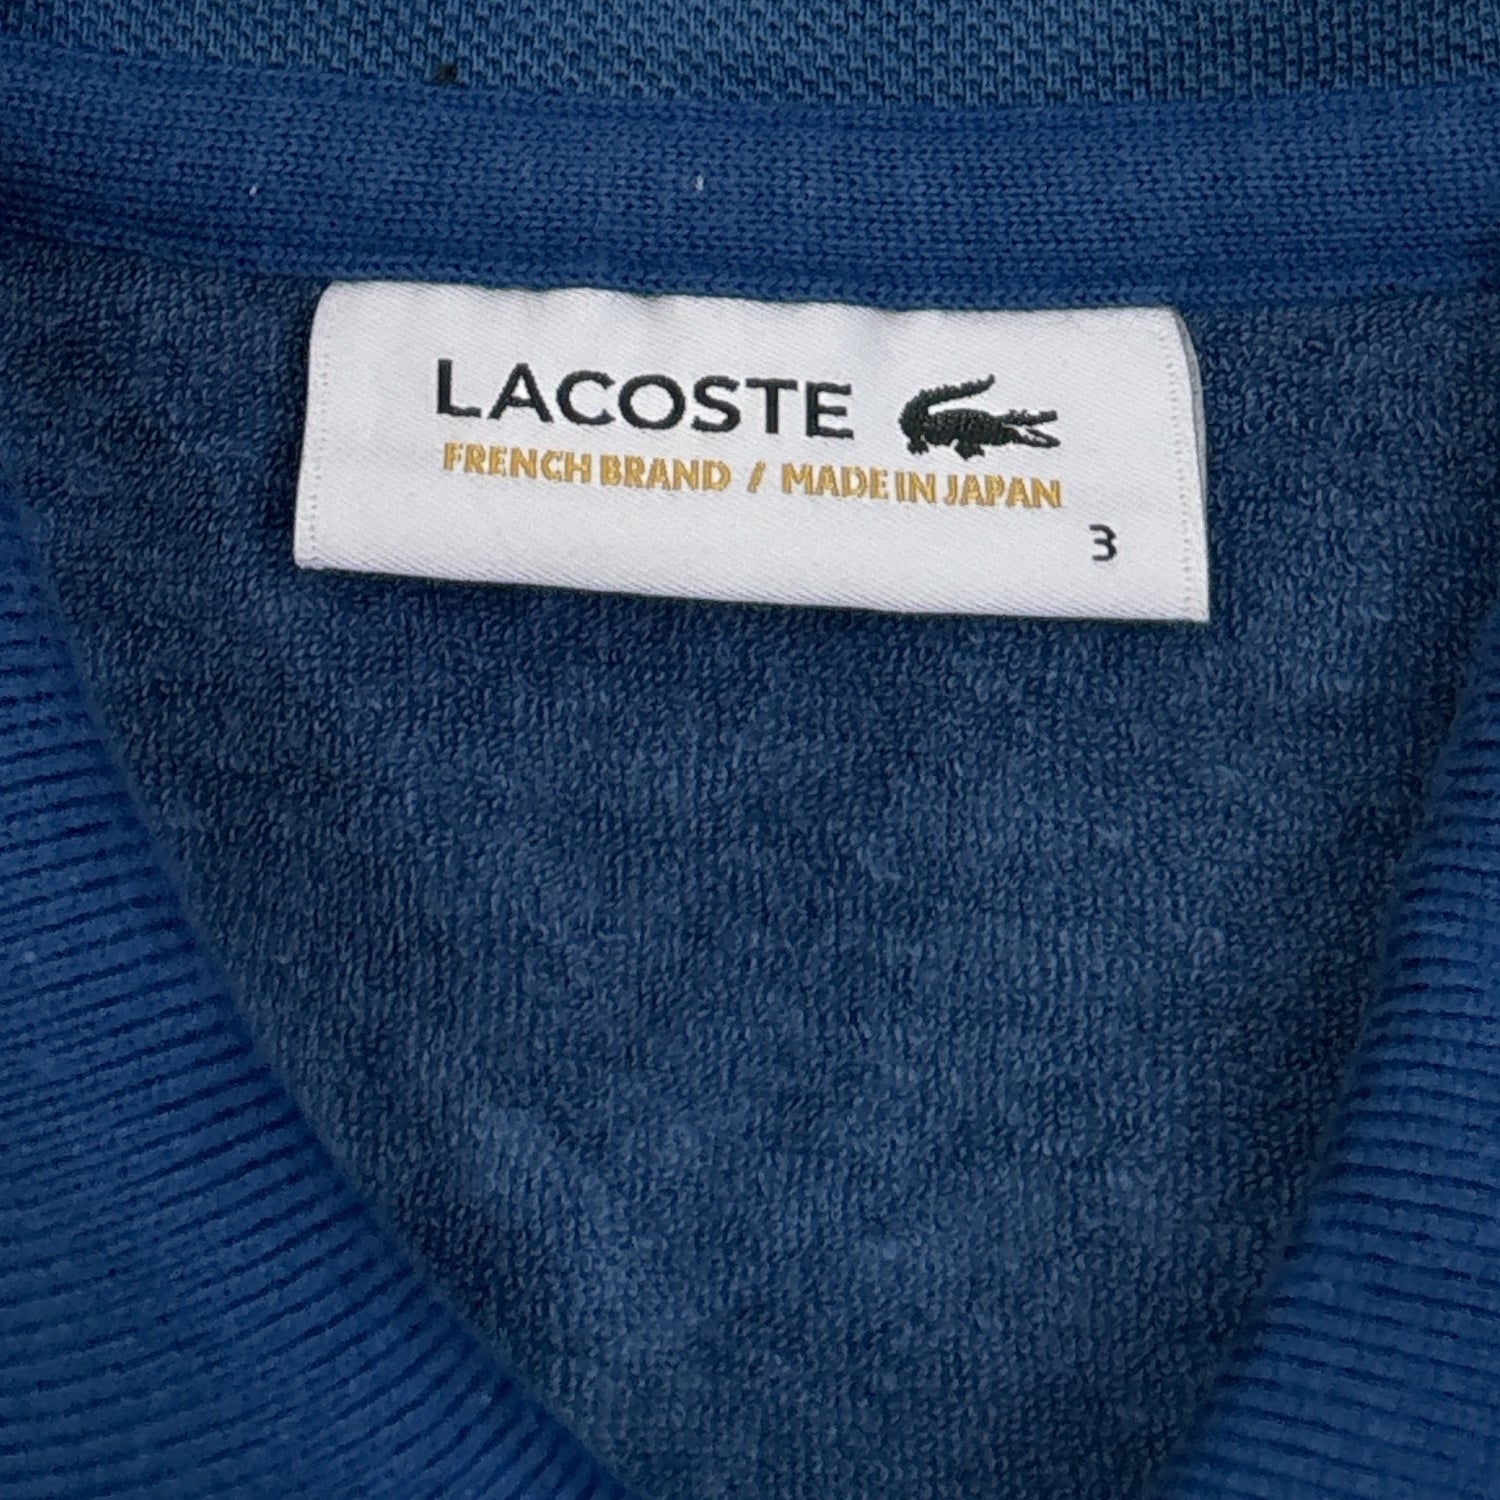 LACOSTE
FRENCH BRAND / MADE IN JAPAN
3